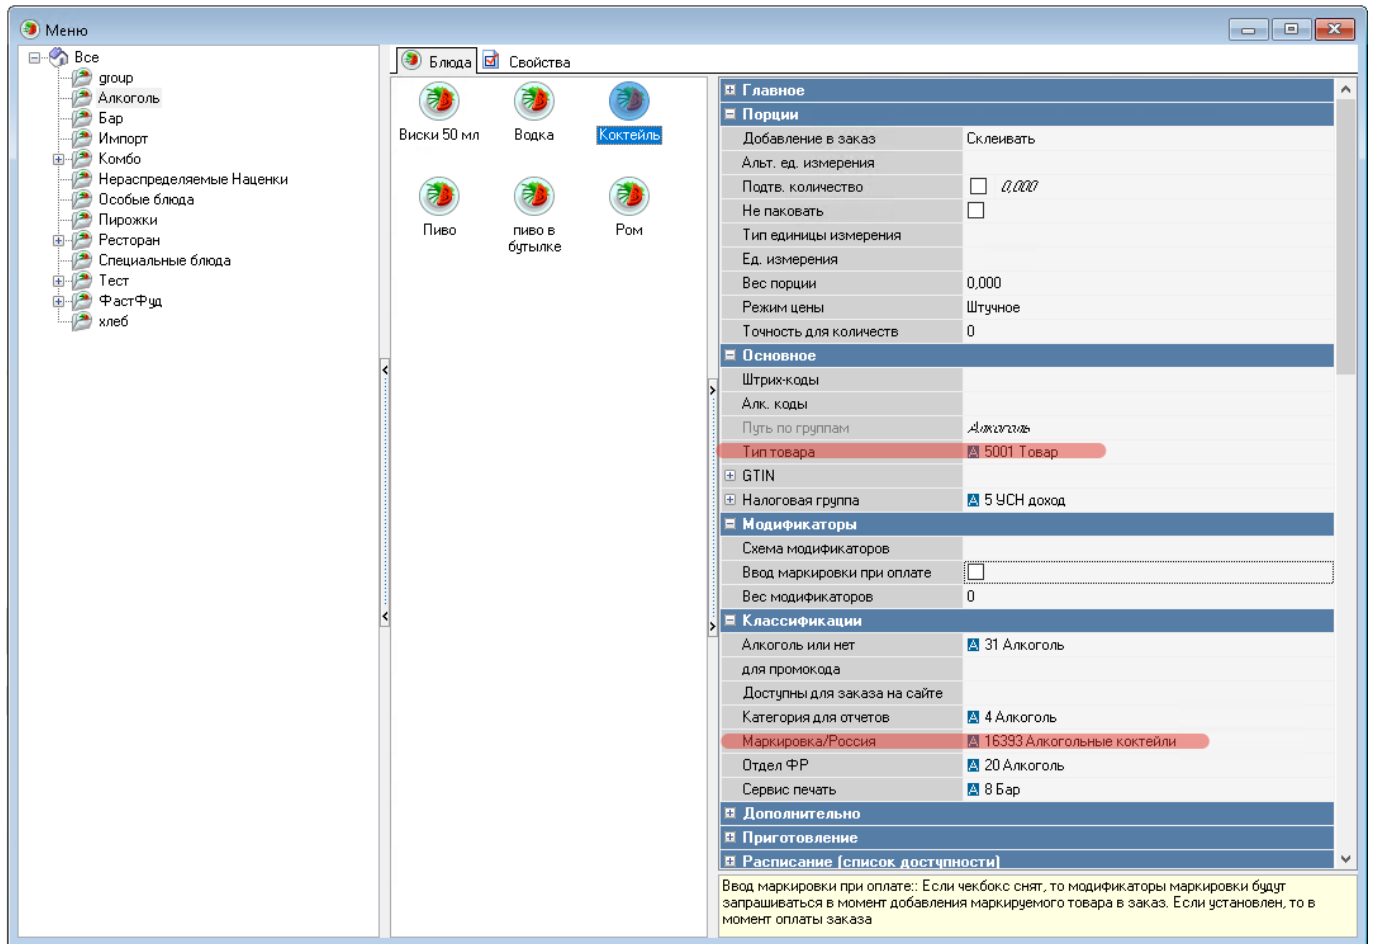 Меню
Все
group
Алкоголь
Бар
Импорт
Комбо
Нераспределяемые Наценки
Особые блюда
Пирожки
Ресторан
Специальные блюда
Тест
ФастФуд
хлеб
Блюда
Свойства
Виски 50 мл
Водка
Коктейль
Пиво
пиво в
бутылке
Ром
Главное
Порции
Добавление в заказ Склеивать
Альт. ед. измерения
Подтв. количество 0,000
Не паковать
Тип единицы измерения
Ед. измерения
Вес порции 0,000
Режим цены Штучное
Точность для количеств 0
Основное
Штрих-коды
Алк. коды
Путь по группам Алкоголь
Тип товара A 5001 Товар
GTIN
Налоговая группа A 5 УСН доход
Модификаторы
Схема модификаторов
Ввод маркировки при оплате
Вес модификаторов 0
Классификации
Алкоголь или нет A 31 Алкоголь
для промокода
Доступны для заказа на сайте
Категория для отчетов A 4 Алкоголь
Маркировка/Россия A 16393 Алкогольные коктейли
Отдел ФР A 20 Алкоголь
Сервис печать A 8 Бар
Дополнительно
Приготовление
Расписание (список доступности)
Ввод маркировки при оплате:: Если чекбокс снят, то модификаторы маркировки будут
запрашиваться в момент добавления маркируемого товара в заказ. Если установлен, то в
момент оплаты заказа